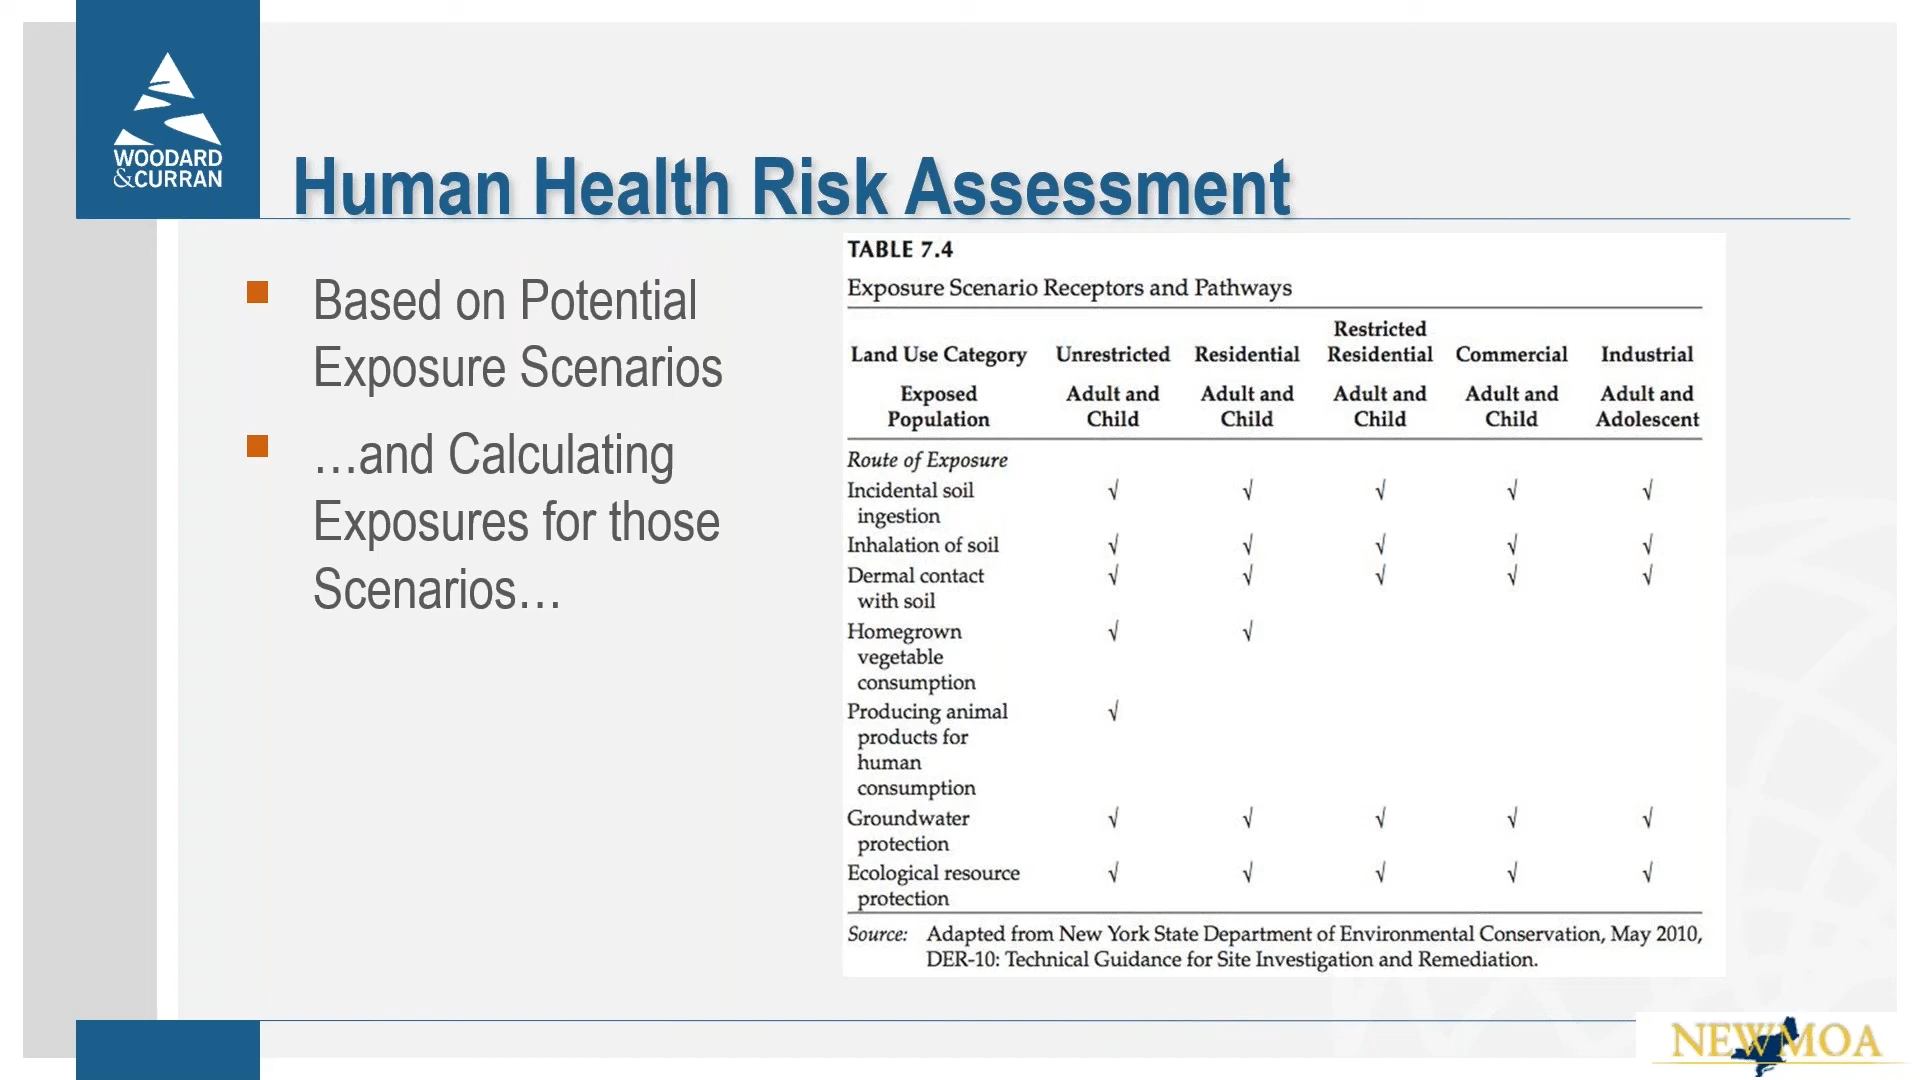 WOODARD
&CURRAN
Human Health Risk Assessment
Based on Potential
Exposure Scenarios
…and Calculating
Exposures for those
Scenarios…
TABLE 7.4
Exposure Scenario Receptors and Pathways
Land Use Category Unrestricted Residential Restricted Residential Commercial Industrial
Exposed Population Adult and Child Adult and Child Adult and Child Adult and Child Adult and Adolescent
Route of Exposure
Incidental soil
ingestion √ √ √ √ √
Inhalation of soil √ √ √ √ √
Dermal contact
with soil √ √ √ √ √
Homegrown
vegetable
consumption √ √
Producing animal
products for
human
consumption √
Groundwater
protection √ √ √ √ √
Ecological resource
protection √ √ √ √ √
Source: Adapted from New York State Department of Environmental Conservation, May 2010,
DER-10: Technical Guidance for Site Investigation and Remediation.
NEWMOA